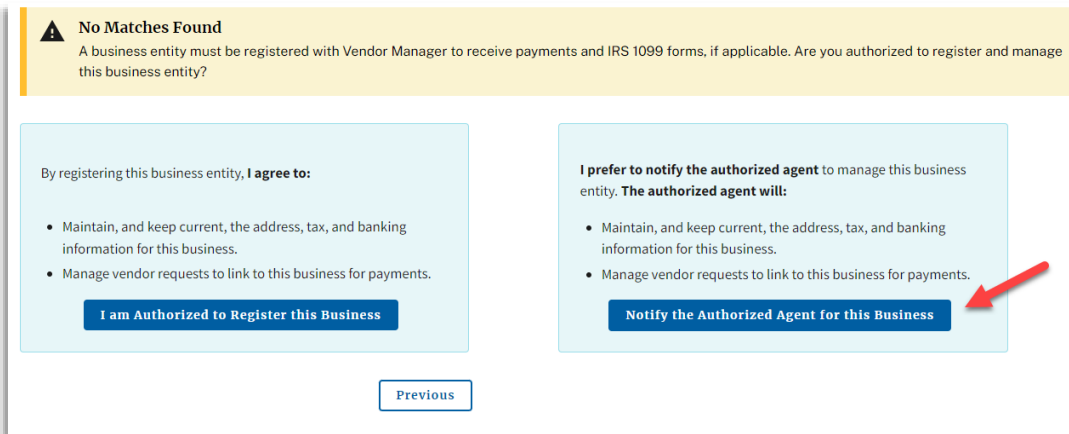 No Matches Found
A business entity must be registered with Vendor Manager to receive payments and IRS 1099 forms, if applicable. Are you authorized to register and manage
this business entity?
By registering this business entity, I agree to:
• Maintain, and keep current, the address, tax, and banking
information for this business.
• Manage vendor requests to link to this business for payments.
I am Authorized to Register this Business
I prefer to notify the authorized agent to manage this business
entity. The authorized agent will:
• Maintain, and keep current, the address, tax, and banking
information for this business.
• Manage vendor requests to link to this business for payments.
Notify the Authorized Agent for this Business
Previous